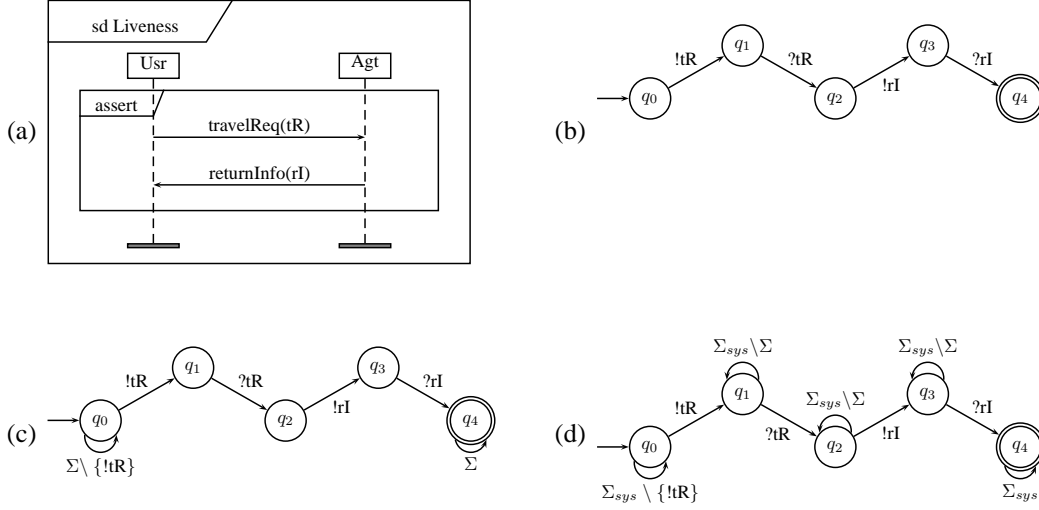 sd Liveness
Usr
Agt
assert
travelReq(tR)
returnInfo(rI)
(a)
(b)
q0
!tR
q1
?tR
q2
!rI
q3
?rI
q4
(c)
q0
!tR
q1
?tR
q2
!rI
q3
?rI
q4
Σ\ {!tR}
Σ
(d)
Σsys\Σ
Σsys\Σ
q0
!tR
q1
?tR
Σsys\Σ
q2
!rI
q3
?rI
q4
Σsys \ {!tR}
Σsys